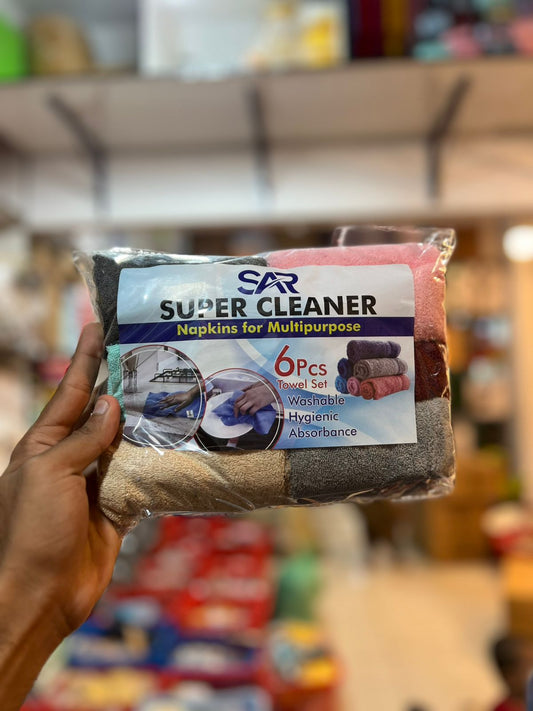 SAR
SUPER CLEANER
Napkins for Multipurpose
6Pcs
Towel Set
Washable
Hygienic
Absorbance